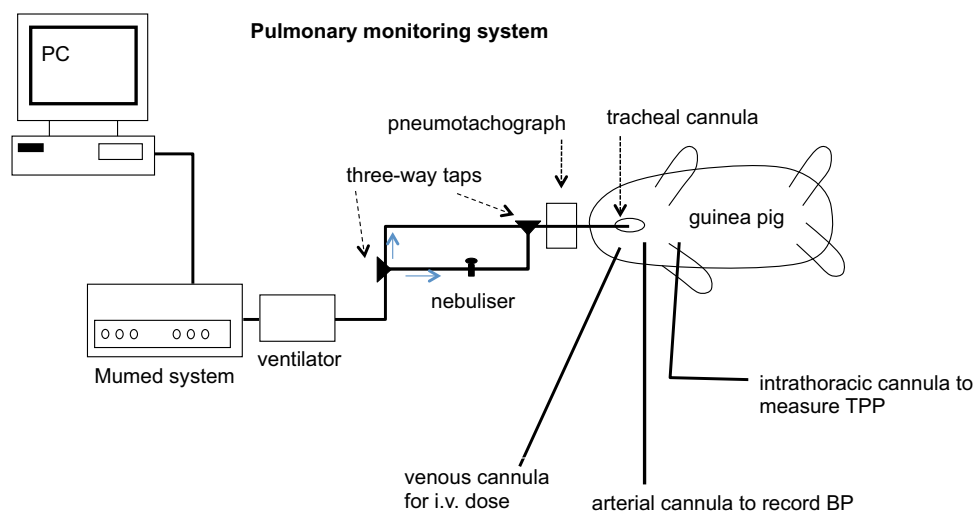 Pulmonary monitoring system
PC
pneumotachograph
tracheal cannula
three-way taps
guinea pig
nebuliser
ventilator
Mumed system
intrathoracic cannula to
measure TPP
venous cannula
for i.v. dose
arterial cannula to record BP